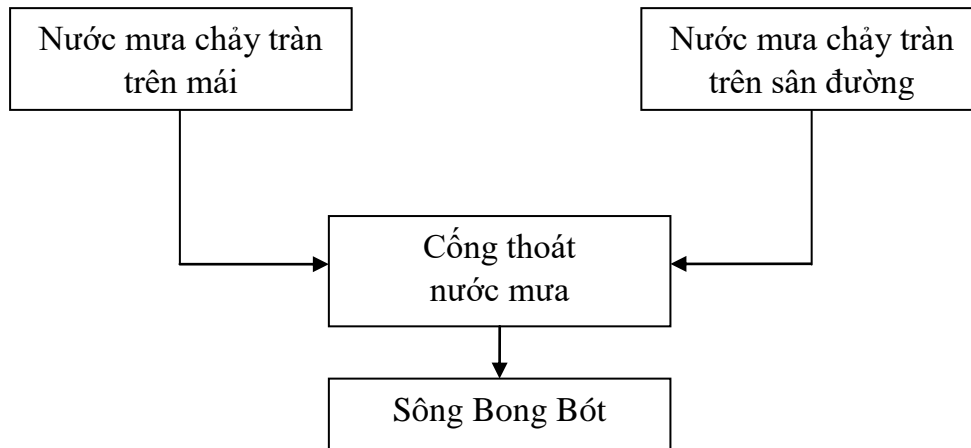 Nước mưa chảy tràn
trên mái
Nước mưa chảy tràn
trên sân đường
Cống thoát
nước mưa
Sông Bong Bót